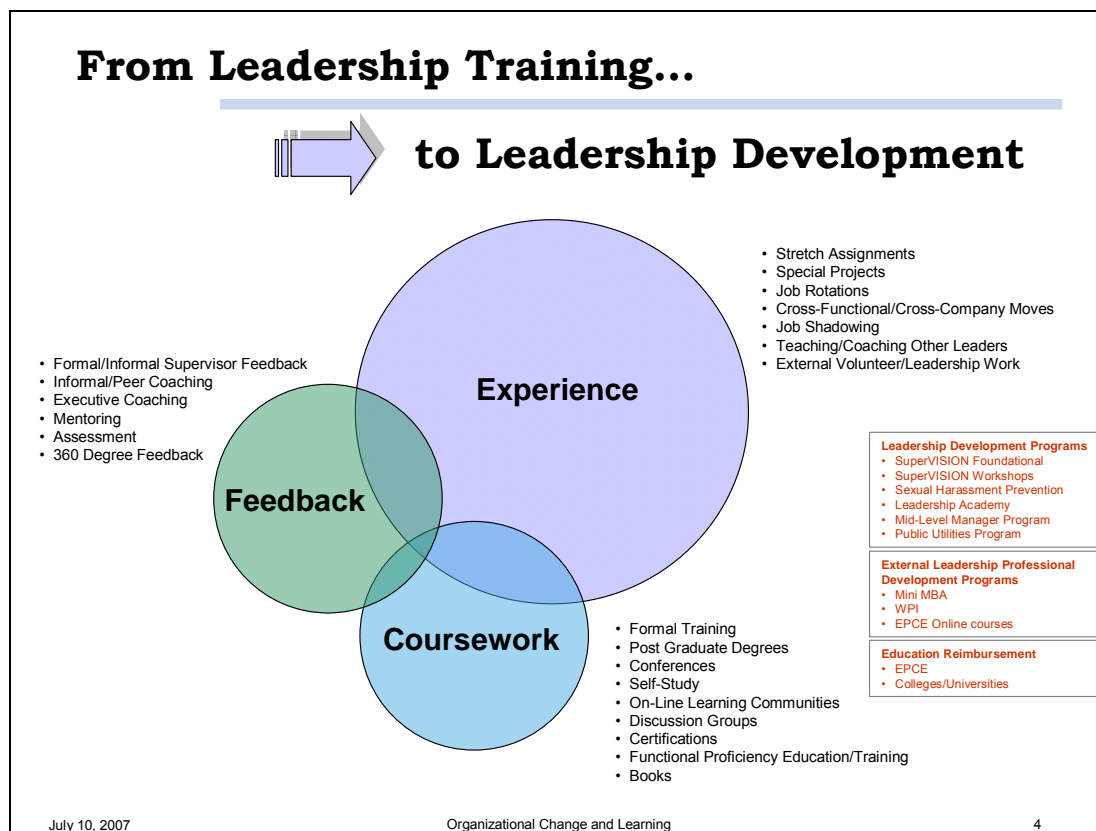 From Leadership Training...
to Leadership Development
• Stretch Assignments
• Special Projects
• Job Rotations
• Cross-Functional/Cross-Company Moves
• Job Shadowing
• Teaching/Coaching Other Leaders
• External Volunteer/Leadership Work
Experience
• Formal/Informal Supervisor Feedback
• Informal/Peer Coaching
• Executive Coaching
• Mentoring
• Assessment
• 360 Degree Feedback
Feedback
Leadership Development Programs
• SuperVISION Foundational
• SuperVISION Workshops
• Sexual Harassment Prevention
• Leadership Academy
• Mid-Level Manager Program
• Public Utilities Program
External Leadership Professional
Development Programs
• Mini MBA
• WPI
• EPCE Online courses
Education Reimbursement
• EPCE
• Colleges/Universities
Coursework
• Formal Training
• Post Graduate Degrees
• Conferences
• Self-Study
• On-Line Learning Communities
• Discussion Groups
• Certifications
• Functional Proficiency Education/Training
• Books
July 10, 2007
Organizational Change and Learning
4